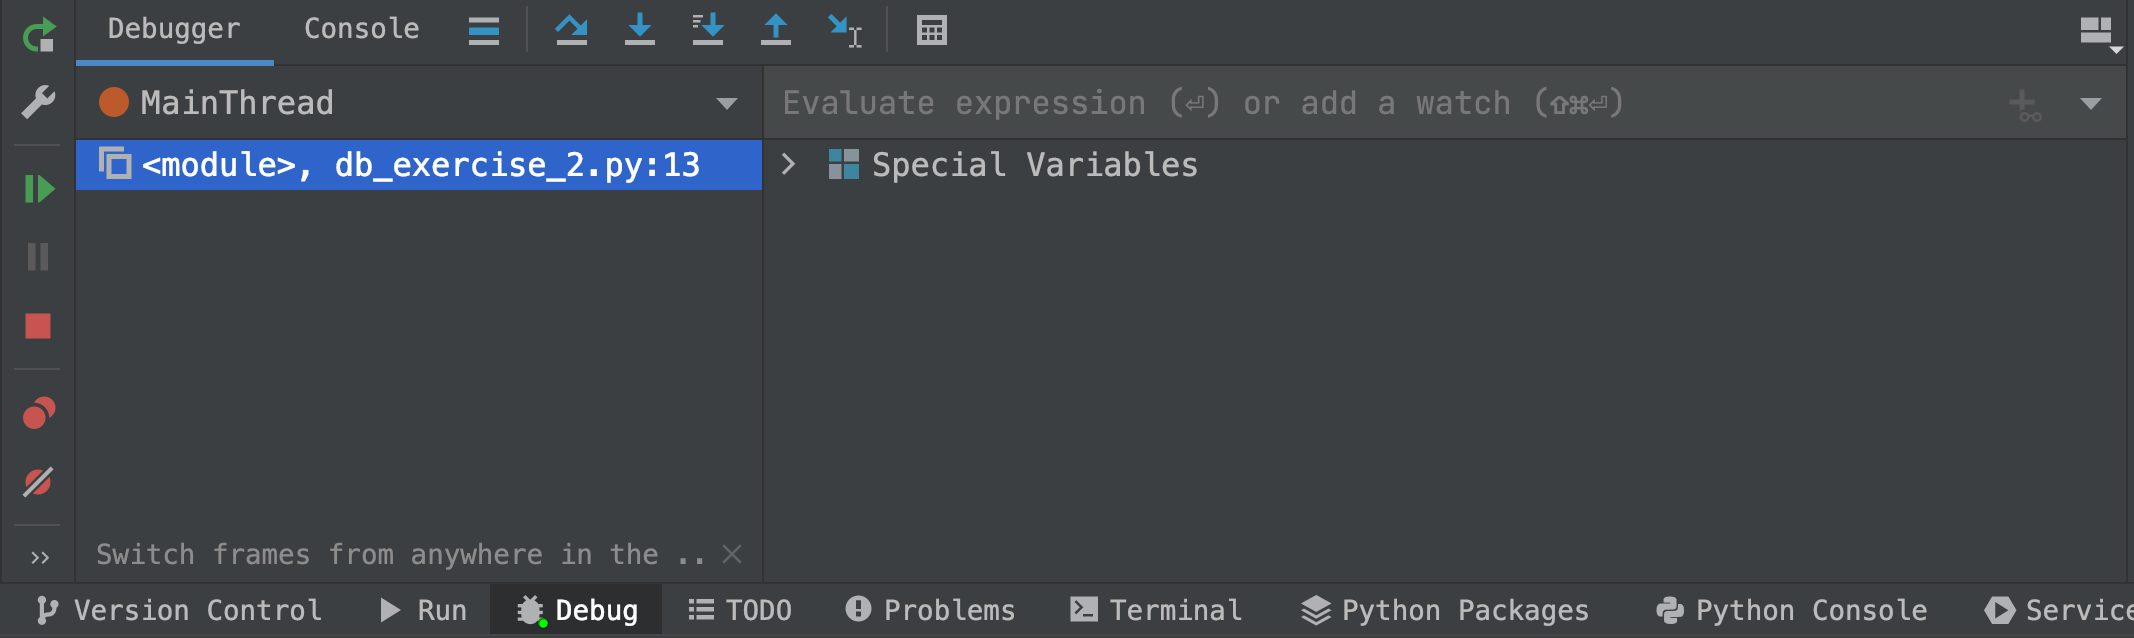 Debugger Console
MainThread
Evaluate expression (⏎) or add a watch (⇧⌘⏎)
<module>, db_exercise_2.py:13
Special Variables
Switch frames from anywhere in the ..
Version Control Run Debug TODO Problems Terminal Python Packages Python Console Service